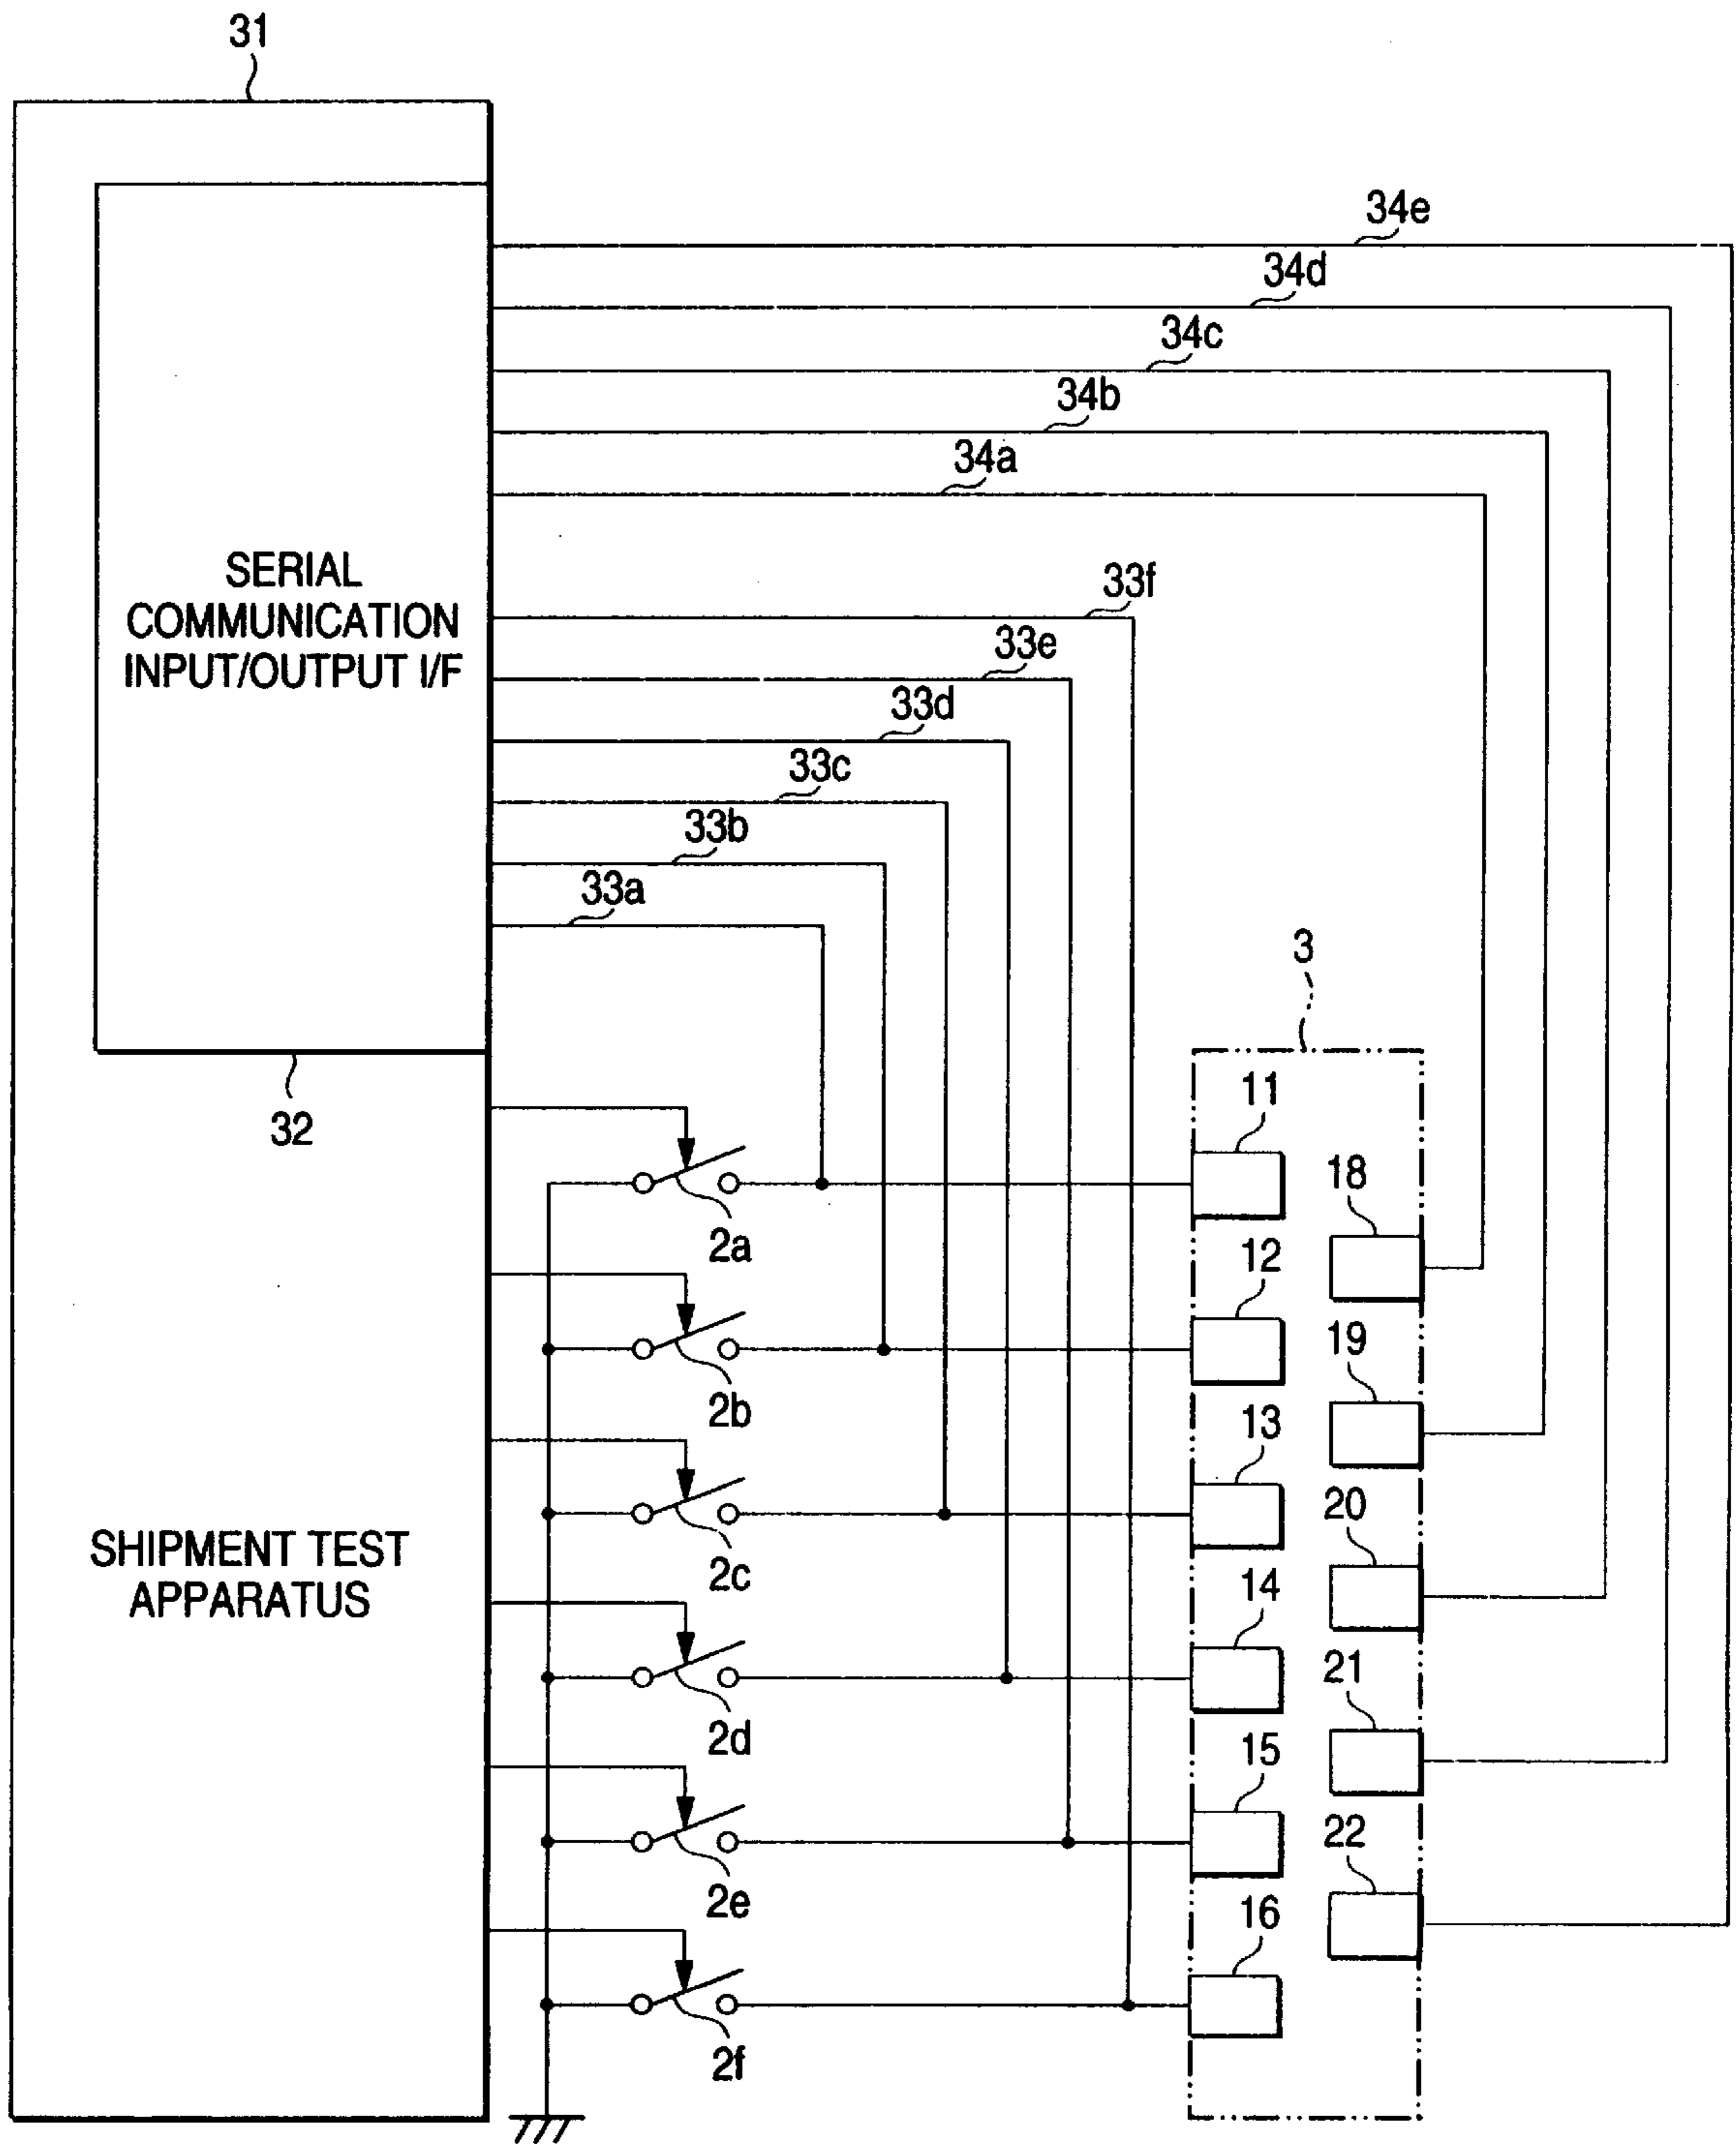 31
34e
34d
34c
34b
34a
SERIAL
COMMUNICATION
INPUT/OUTPUT I/F
33f
33e
33d
33c
33b
33a
3
32
11
18
2a
12
19
2b
13
20
2c
SHIPMENT TEST
APPARATUS
14
21
2d
15
22
2e
16
2f